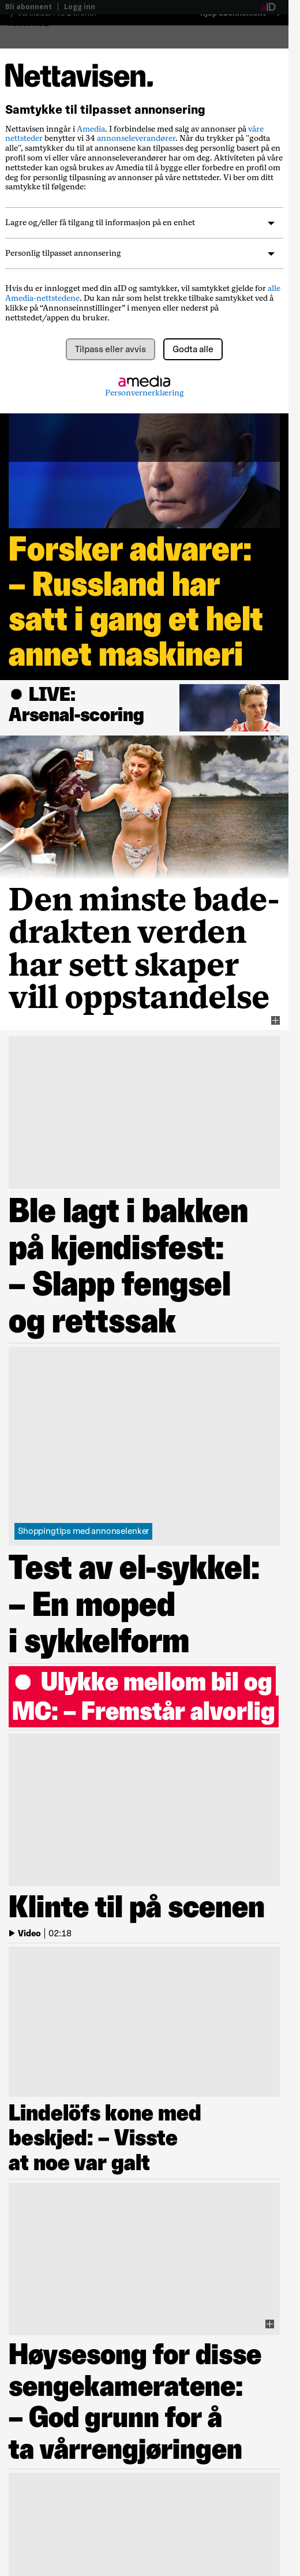 Bli abonnent | Logg inn
aID
Nettavisen.
Samtykke til tilpasset annonsering
Nettavisen inngår i Amedia. I forbindelse med salg av annonser på våre
nettsteder benytter vi 34 annonseleverandører. Når du trykker på "godta
alle", samtykker du til at annonsene kan tilpasses deg personlig basert på en
profil som vi eller våre annonseleverandører har om deg. Aktiviteten på våre
nettsteder kan også brukes av Amedia til å bygge eller forbedre en profil om
deg for personlig tilpasning av annonser på våre nettsteder. Vi ber om ditt
samtykke til følgende:
Lagre og/eller få tilgang til informasjon på en enhet
Personlig tilpasset annonsering
Hvis du er innlogget med din aID og samtykker, vil samtykket gjelde for alle
Amedia-nettstedene. Du kan når som helst trekke tilbake samtykket ved å
klikke på "Annonseinnstillinger" i menyen eller nederst på
nettstedet/appen du bruker.
Tilpass eller avvis
Godta alle
amedia
Personvernerklæring
Forsker advarer:
– Russland har
satt i gang et helt
annet maskineri
LIVE:
Arsenal-scoring
Den minste bade-
drakten verden
har sett skaper
vill oppstandelse
Ble lagt i bakken
på kjendisfest:
– Slapp fengsel
og rettssak
Shoppingtips med annonselenker
Test av el-sykkel:
– En moped
i sykkelform
Ulykke mellom bil og
MC: – Fremstår alvorlig
Klinte til på scenen
Video | 02:18
Lindelöfs kone med
beskjed: – Visste
at noe var galt
Høysesong for disse
sengekameratene:
– God grunn for å
ta vårrengjøringen